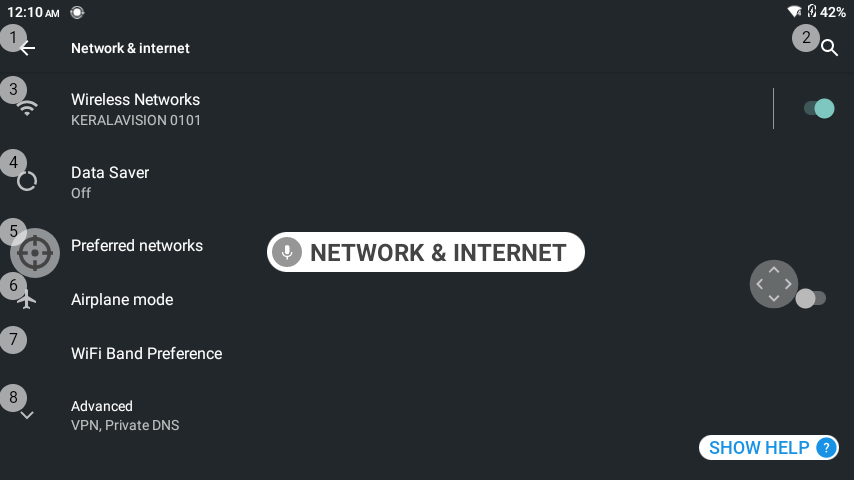 12:10 AM
42%
1
2
Network & internet
3
Wireless Networks
KERALAVISION 0101
4
Data Saver
Off
5
Preferred networks
NETWORK & INTERNET
6
Airplane mode
7
WiFi Band Preference
8
Advanced
VPN, Private DNS
SHOW HELP ?